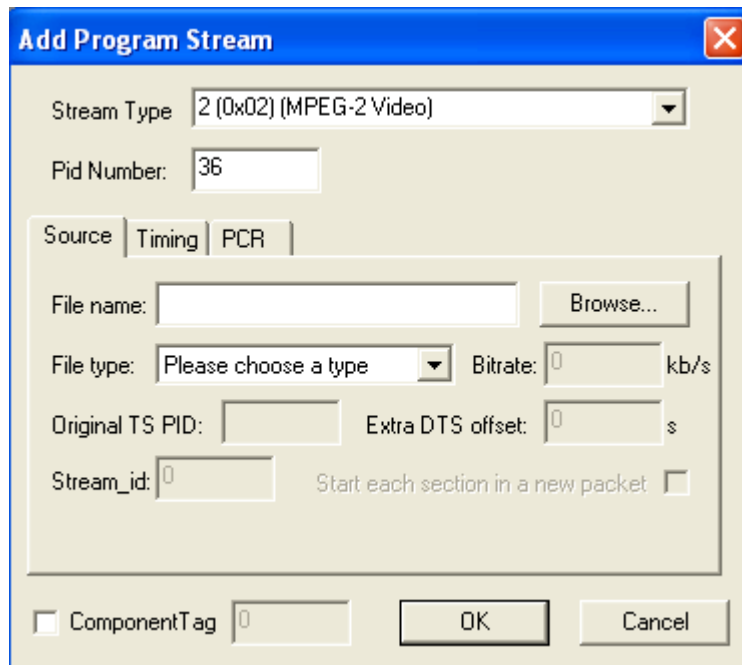 Add Program Stream
Stream Type 2 (0x02) (MPEG-2 Video)
Pid Number: 36
Source Timing PCR
File name: Browse...
File type: Please choose a type Bitrate: 0 kb/s
Original TS PID: Extra DTS offset: 0 s
Stream_id: 0 Start each section in a new packet
ComponentTag 0 OK Cancel